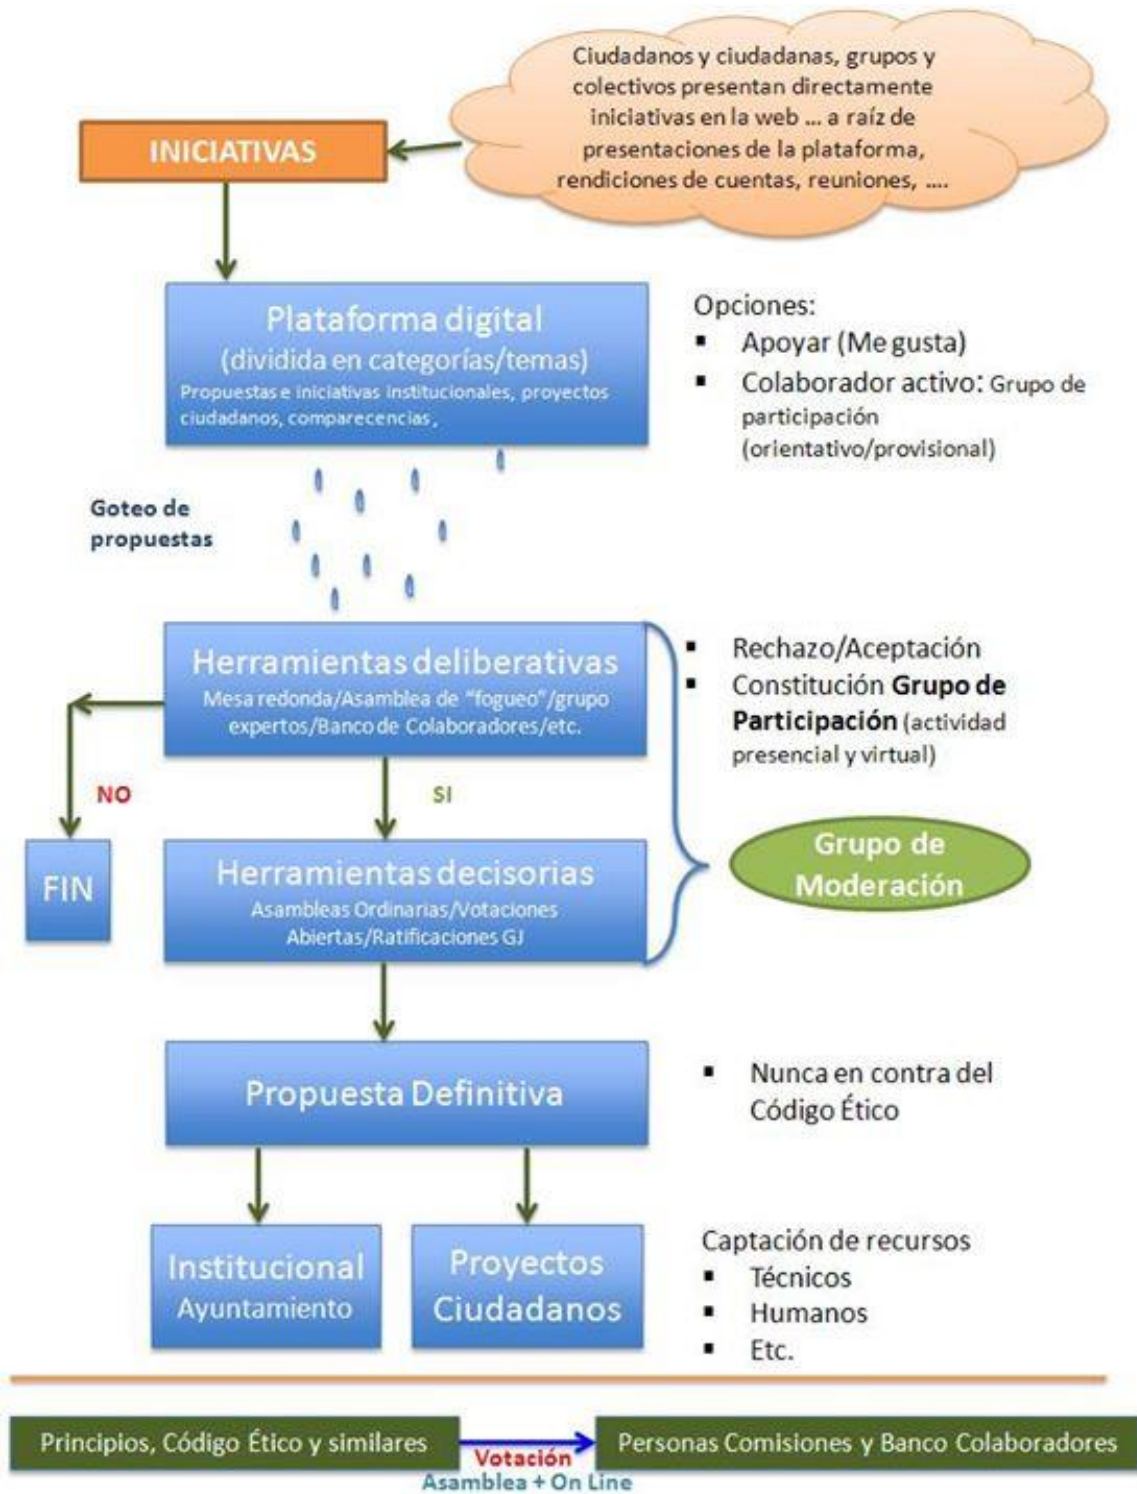 Ciudadanos y ciudadanas, grupos y
colectivos presentan directamente
iniciativas en la web ... a raíz de
presentaciones de la plataforma,
rendiciones de cuentas, reuniones, ....
INICIATIVAS
Plataforma digital
(dividida en categorías/temas)
Propuestas e iniciativas institucionales, proyectos
ciudadanos, comparecencias,
Opciones:
▪ Apoyar (Me gusta)
▪ Colaborador activo: Grupo de
participación
(orientativo/provisional)
Goteo de
propuestas
Herramientas deliberativas
Mesa redonda/Asamblea de "fogueo"/grupo
expertos/Banco de Colaboradores/etc.
▪ Rechazo/Aceptación
▪ Constitución Grupo de
Participación (actividad
presencial y virtual)
NO
SI
FIN
Herramientas decisorias
Asambleas Ordinarias/Votaciones
Abiertas/Ratificaciones GJ
Grupo de
Moderación
Propuesta Definitiva
▪ Nunca en contra del
Código Ético
Institucional
Ayuntamiento
Proyectos
Ciudadanos
Captación de recursos
▪ Técnicos
▪ Humanos
▪ Etc.
Principios, Código Ético y similares
Votación
Asamblea + On Line
Personas Comisiones y Banco Colaboradores